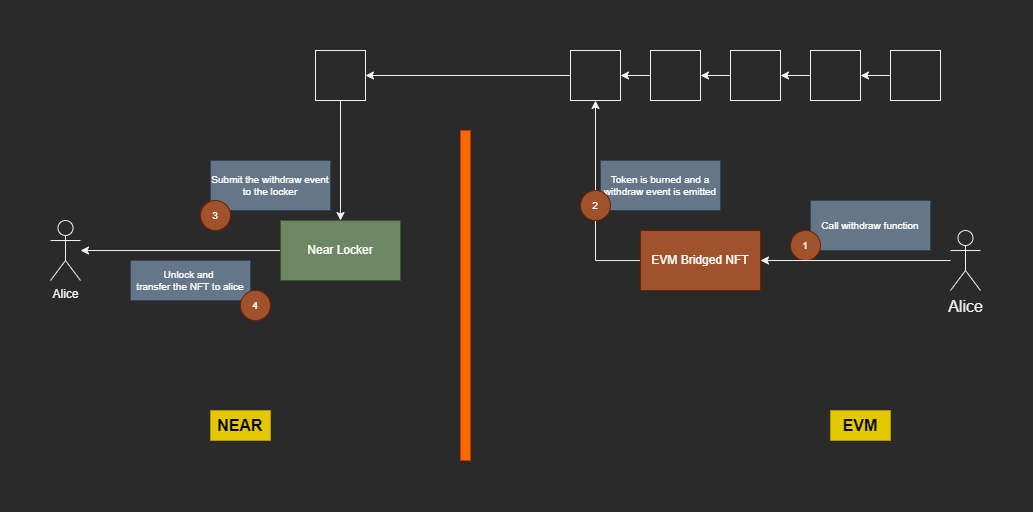 Submit the withdraw event
to the locker
3
Near Locker
Alice
Unlock and
transfer the NFT to alice
4
NEAR
Token is burned and a
withdraw event is emitted
2
Call withdraw function
1
EVM Bridged NFT
Alice
EVM